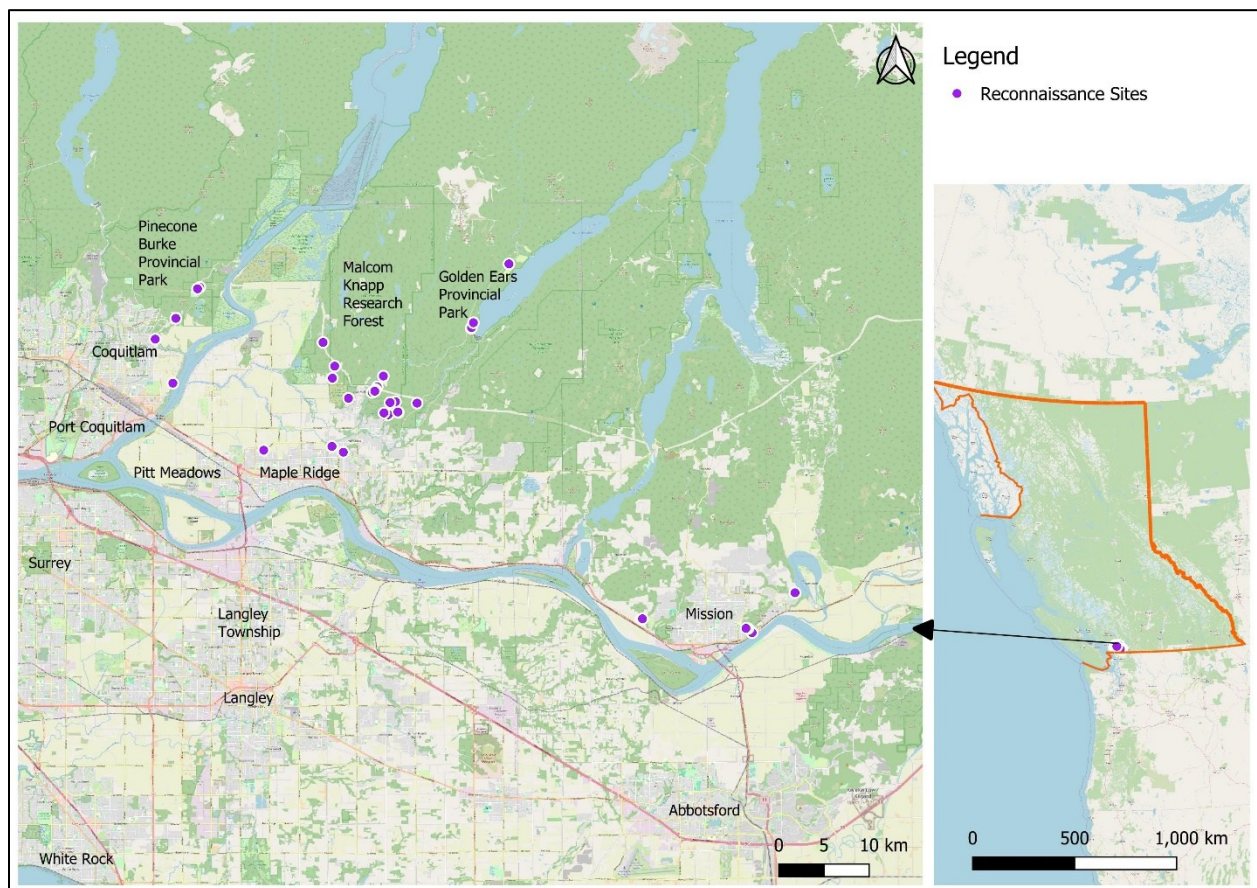 N
Legend
Reconnaissance Sites
Pinecone
Burke
Provincial
Park
Malcom
Knapp
Research
Forest
Golden Ears
Provincial
Park
Coquitlam
Port Coquitlam
Pitt Meadows
Maple Ridge
Surrey
Langley
Township
Mission
Langley
Abbotsford
White Rock
0 5 10 km
0 500 1,000 km